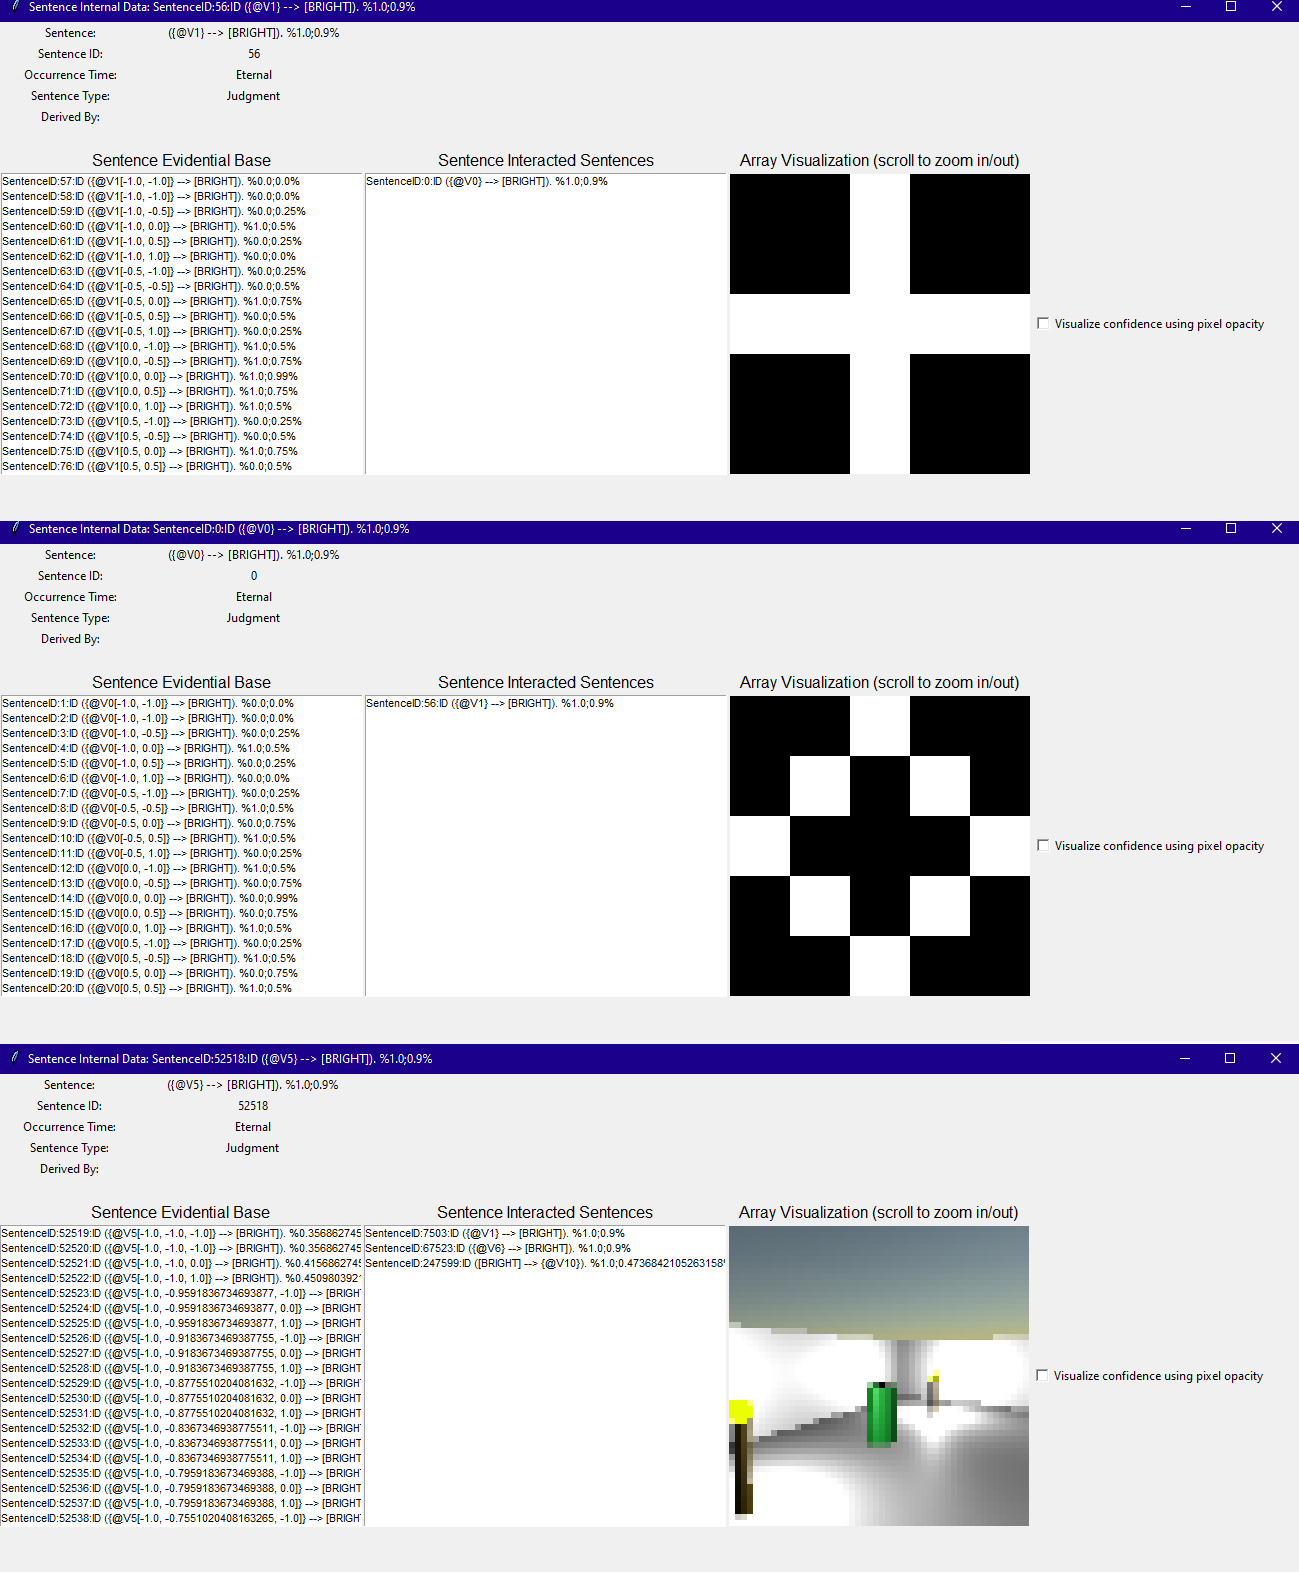 Sentence Internal Data: SentenceID:56:ID ({@V1} --> [BRIGHT]). %1.0;0.9%
Sentence: ({@V1} --> [BRIGHT]). %1.0;0.9%
Sentence ID: 56
Occurrence Time: Eternal
Sentence Type: Judgment
Derived By:
Sentence Evidential Base
SentenceID:57:ID ({@V1[-1.0, -1.0]} --> [BRIGHT]). %0.0;0.0%
SentenceID:58:ID ({@V1[-1.0, -1.0]} --> [BRIGHT]). %0.0;0.0%
SentenceID:59:ID ({@V1[-1.0, -0.5]} --> [BRIGHT]). %0.0;0.25%
SentenceID:60:ID ({@V1[-1.0, 0.0]} --> [BRIGHT]). %1.0;0.5%
SentenceID:61:ID ({@V1[-1.0, 0.5]} --> [BRIGHT]). %0.0;0.25%
SentenceID:62:ID ({@V1[-1.0, 1.0]} --> [BRIGHT]). %0.0;0.0%
SentenceID:63:ID ({@V1[-0.5, -1.0]} --> [BRIGHT]). %0.0;0.25%
SentenceID:64:ID ({@V1[-0.5, -0.5]} --> [BRIGHT]). %0.0;0.5%
SentenceID:65:ID ({@V1[-0.5, 0.0]} --> [BRIGHT]). %1.0;0.75%
SentenceID:66:ID ({@V1[-0.5, 0.5]} --> [BRIGHT]). %0.0;0.5%
SentenceID:67:ID ({@V1[-0.5, 1.0]} --> [BRIGHT]). %0.0;0.25%
SentenceID:68:ID ({@V1[0.0, -1.0]} --> [BRIGHT]). %1.0;0.5%
SentenceID:69:ID ({@V1[0.0, -0.5]} --> [BRIGHT]). %1.0;0.75%
SentenceID:70:ID ({@V1[0.0, 0.0]} --> [BRIGHT]). %1.0;0.99%
SentenceID:71:ID ({@V1[0.0, 0.5]} --> [BRIGHT]). %1.0;0.75%
SentenceID:72:ID ({@V1[0.0, 1.0]} --> [BRIGHT]). %1.0;0.5%
SentenceID:73:ID ({@V1[0.5, -1.0]} --> [BRIGHT]). %0.0;0.25%
SentenceID:74:ID ({@V1[0.5, -0.5]} --> [BRIGHT]). %0.0;0.5%
SentenceID:75:ID ({@V1[0.5, 0.0]} --> [BRIGHT]). %1.0;0.75%
SentenceID:76:ID ({@V1[0.5, 0.5]} --> [BRIGHT]). %0.0;0.5%
Sentence Interacted Sentences
SentenceID:0:ID ({@V0} --> [BRIGHT]). %1.0;0.9%
Array Visualization (scroll to zoom in/out)
Visualize confidence using pixel opacity
Sentence Internal Data: SentenceID:0:ID ({@V0} --> [BRIGHT]). %1.0;0.9%
Sentence: ({@V0} --> [BRIGHT]). %1.0;0.9%
Sentence ID: 0
Occurrence Time: Eternal
Sentence Type: Judgment
Derived By:
Sentence Evidential Base
SentenceID:1:ID ({@V0[-1.0, -1.0]} --> [BRIGHT]). %0.0;0.0%
SentenceID:2:ID ({@V0[-1.0, -1.0]} --> [BRIGHT]). %0.0;0.0%
SentenceID:3:ID ({@V0[-1.0, -0.5]} --> [BRIGHT]). %0.0;0.25%
SentenceID:4:ID ({@V0[-1.0, 0.0]} --> [BRIGHT]). %1.0;0.5%
SentenceID:5:ID ({@V0[-1.0, 0.5]} --> [BRIGHT]). %0.0;0.25%
SentenceID:6:ID ({@V0[-1.0, 1.0]} --> [BRIGHT]). %0.0;0.0%
SentenceID:7:ID ({@V0[-0.5, -1.0]} --> [BRIGHT]). %0.0;0.25%
SentenceID:8:ID ({@V0[-0.5, -0.5]} --> [BRIGHT]). %1.0;0.5%
SentenceID:9:ID ({@V0[-0.5, 0.0]} --> [BRIGHT]). %0.0;0.75%
SentenceID:10:ID ({@V0[-0.5, 0.5]} --> [BRIGHT]). %1.0;0.5%
SentenceID:11:ID ({@V0[-0.5, 1.0]} --> [BRIGHT]). %0.0;0.25%
SentenceID:12:ID ({@V0[0.0, -1.0]} --> [BRIGHT]). %1.0;0.5%
SentenceID:13:ID ({@V0[0.0, -0.5]} --> [BRIGHT]). %0.0;0.75%
SentenceID:14:ID ({@V0[0.0, 0.0]} --> [BRIGHT]). %0.0;0.99%
SentenceID:15:ID ({@V0[0.0, 0.5]} --> [BRIGHT]). %0.0;0.75%
SentenceID:16:ID ({@V0[0.0, 1.0]} --> [BRIGHT]). %1.0;0.5%
SentenceID:17:ID ({@V0[0.5, -1.0]} --> [BRIGHT]). %0.0;0.25%
SentenceID:18:ID ({@V0[0.5, -0.5]} --> [BRIGHT]). %1.0;0.5%
SentenceID:19:ID ({@V0[0.5, 0.0]} --> [BRIGHT]). %0.0;0.75%
SentenceID:20:ID ({@V0[0.5, 0.5]} --> [BRIGHT]). %1.0;0.5%
Sentence Interacted Sentences
SentenceID:56:ID ({@V1} --> [BRIGHT]). %1.0;0.9%
Array Visualization (scroll to zoom in/out)
Visualize confidence using pixel opacity
Sentence Internal Data: SentenceID:52518:ID ({@V5} --> [BRIGHT]). %1.0;0.9%
Sentence: ({@V5} --> [BRIGHT]). %1.0;0.9%
Sentence ID: 52518
Occurrence Time: Eternal
Sentence Type: Judgment
Derived By:
Sentence Evidential Base
SentenceID:52519:ID ({@V5[-1.0, -1.0, -1.0]} --> [BRIGHT]). %0.356862745
SentenceID:52520:ID ({@V5[-1.0, -1.0, -1.0]} --> [BRIGHT]). %0.356862745
SentenceID:52521:ID ({@V5[-1.0, -1.0, 0.0]} --> [BRIGHT]). %0.415686274
SentenceID:52522:ID ({@V5[-1.0, -1.0, 1.0]} --> [BRIGHT]). %0.450980392
SentenceID:52523:ID ({@V5[-1.0, -0.9591836734693877, -1.0]} --> [BRIGH
SentenceID:52524:ID ({@V5[-1.0, -0.9591836734693877, 0.0]} --> [BRIGHT
SentenceID:52525:ID ({@V5[-1.0, -0.9591836734693877, 1.0]} --> [BRIGHT
SentenceID:52526:ID ({@V5[-1.0, -0.9183673469387755, -1.0]} --> [BRIGH
SentenceID:52527:ID ({@V5[-1.0, -0.9183673469387755, 0.0]} --> [BRIGHT
SentenceID:52528:ID ({@V5[-1.0, -0.9183673469387755, 1.0]} --> [BRIGHT
SentenceID:52529:ID ({@V5[-1.0, -0.8775510204081632, -1.0]} --> [BRIGH
SentenceID:52530:ID ({@V5[-1.0, -0.8775510204081632, 0.0]} --> [BRIGHT
SentenceID:52531:ID ({@V5[-1.0, -0.8775510204081632, 1.0]} --> [BRIGHT
SentenceID:52532:ID ({@V5[-1.0, -0.8367346938775511, -1.0]} --> [BRIGH
SentenceID:52533:ID ({@V5[-1.0, -0.8367346938775511, 0.0]} --> [BRIGHT
SentenceID:52534:ID ({@V5[-1.0, -0.8367346938775511, 1.0]} --> [BRIGHT
SentenceID:52535:ID ({@V5[-1.0, -0.7959183673469388, -1.0]} --> [BRIGH
SentenceID:52536:ID ({@V5[-1.0, -0.7959183673469388, 0.0]} --> [BRIGHT
SentenceID:52537:ID ({@V5[-1.0, -0.7959183673469388, 1.0]} --> [BRIGHT
SentenceID:52538:ID ({@V5[-1.0, -0.7551020408163265, -1.0]} --> [BRIGH
Sentence Interacted Sentences
SentenceID:7503:ID ({@V1} --> [BRIGHT]). %1.0;0.9%
SentenceID:67523:ID ({@V6} --> [BRIGHT]). %1.0;0.9%
SentenceID:247599:ID ([BRIGHT] --> {@V10}). %1.0;0.4736842105263158%
Array Visualization (scroll to zoom in/out)
Visualize confidence using pixel opacity